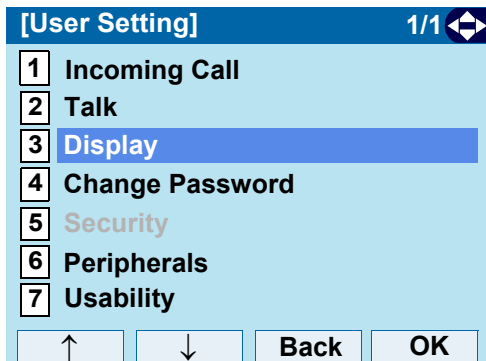 [User Setting] 1/1
1 Incoming Call
2 Talk
3 Display
4 Change Password
5 Security
6 Peripherals
7 Usability
↑ ↓ Back OK